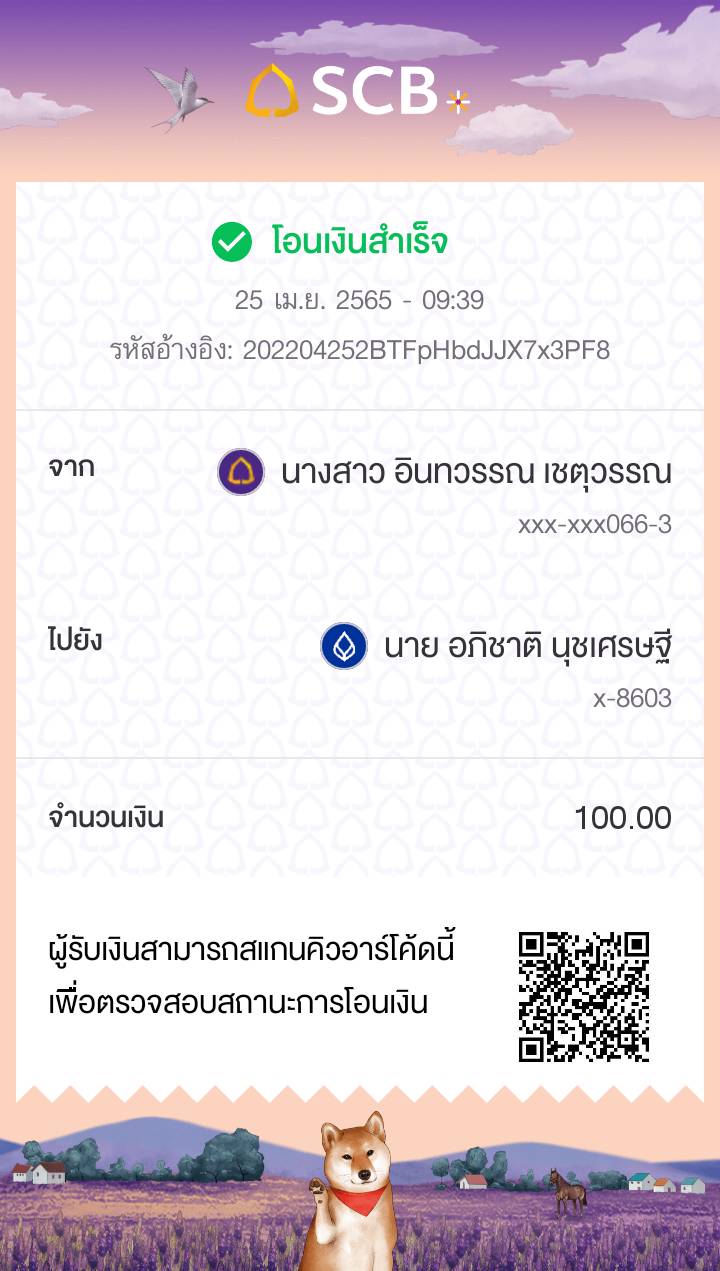 SCB
โอนเงินสำเร็จ
25 เม.ย. 2565 - 09:39
รหัสอ้างอิง: 202204252BTFpHbdJJX7x3PF8
จาก นางสาว อินทวรรณ เชตุวรรณ
xxx-xxx066-3
ไปยัง นาย อภิชาติ นุชเศรษฐี
x-8603
จำนวนเงิน 100.00
ผู้รับเงินสามารถสแกนคิวอาร์โค้ดนี้
เพื่อตรวจสอบสถานะการโอนเงิน